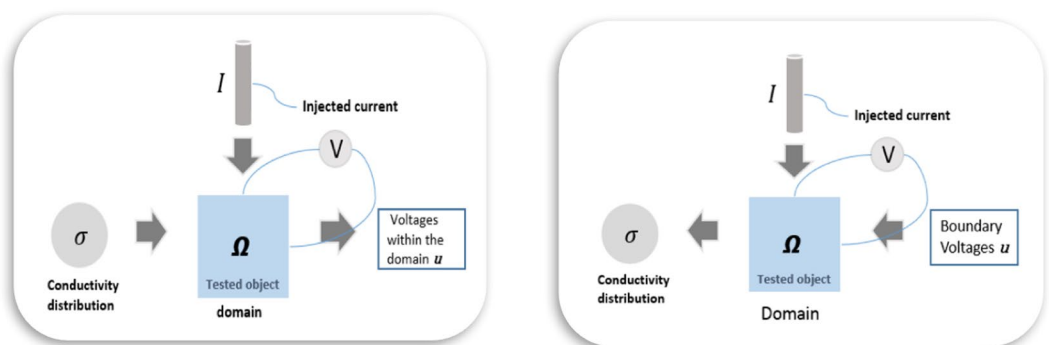 I
Injected current
V
σ
Ω
Voltages
within the
domain u
Tested object
Conductivity
distribution
domain
I
Injected current
V
σ
Ω
Boundary
Voltages u
Tested object
Conductivity
distribution
Domain